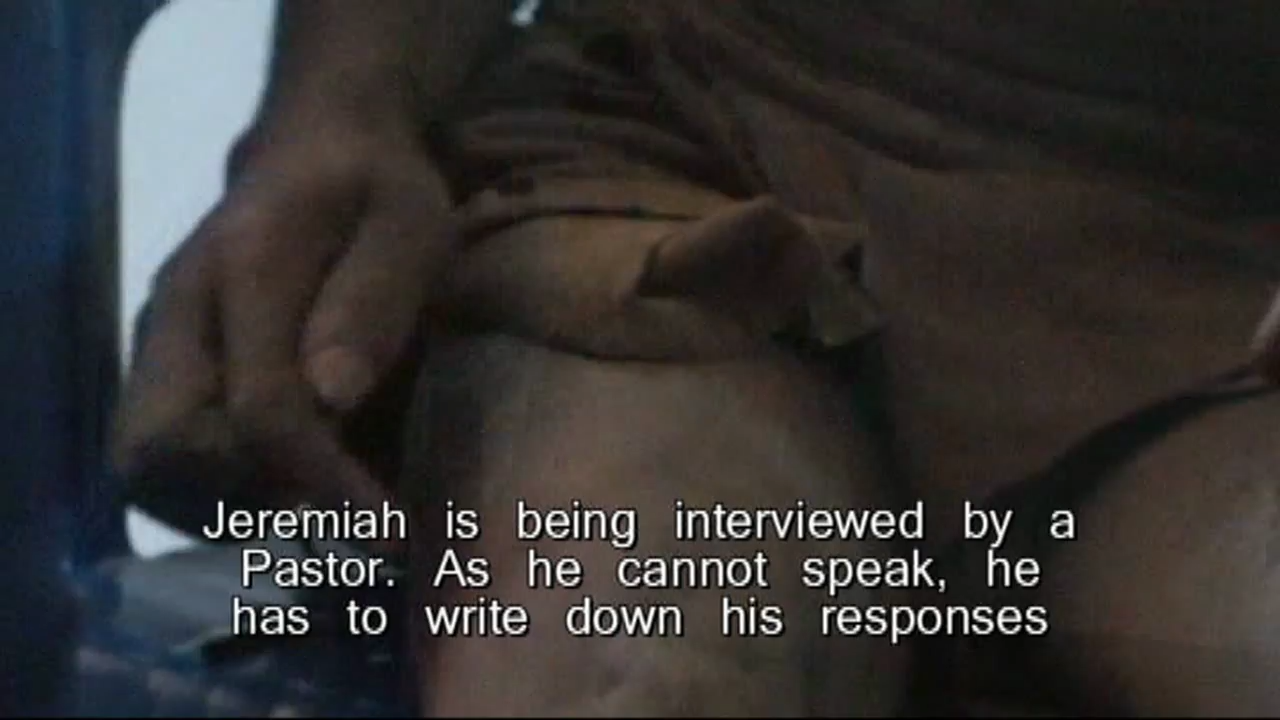 Jeremiah is being interviewed by a
Pastor. As he cannot speak, he
has to write down his responses